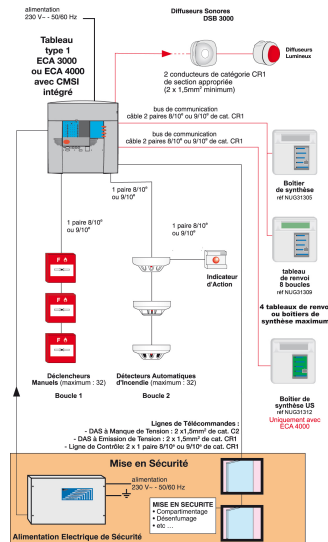 alimentation
230 V~ - 50/60 Hz
Diffuseurs Sonores
DSB 3000
Tableau
type 1
ECA 3000
ou ECA 4000
avec CMSI
intégré
Diffuseurs
Lumineux
2 conducteurs de catégorie CR1
de section appropriée
(2 x 1,5mm² minimum)
bus de communication
câble 2 paires 8/10° ou 9/10° de cat. CR1
bus de communication
câble 2 paires 8/10° ou 9/10° de cat. CR1
Boîtier
de synthèse
réf NUG31305
1 paire 8/10°
ou 9/10°
1 paire 8/10°
ou 9/10°
1 paire 8/10°
ou 9/10°
Indicateur
d'Action
tableau
de renvoi
8 boucles
réf NUG31309
4 tableaux de renvoi
ou boitiers de
synthèse maximum
Déclencheurs
Manuels (maximum : 32)
Boucle 1
Détecteurs Automatiques
d'Incendie (maximum : 32)
Boucle 2
Boîtier de
synthèse US
réf NUG31312
Uniquement avec
ECA 4000
Lignes de Télécommandes :
- DAS à Manque de Tension : 2 x1,5mm² de cat. C2
- DAS à Emission de Tension : 2 x 1,5mm² de cat. CR1
- Ligne de Contrôle: 2 x 1 paire 8/10° ou 9/10° de cat. CR1
Mise en Sécurité
alimentation
230 V~ - 50/60 Hz
MISE EN SECURITE
• Compartimentage
• Désenfumage
• etc ...
Alimentation Electrique de Sécurité